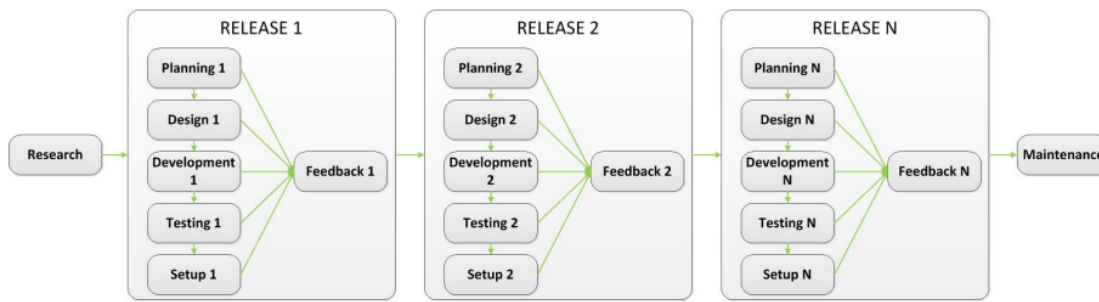 RELEASE 1
Planning 1
Design 1
Development
1
Testing 1
Setup 1
Feedback 1
RELEASE 2
Planning 2
Design 2
Development
2
Testing 2
Setup 2
Feedback 2
RELEASE N
Planning N
Design N
Development
N
Testing N
Setup N
Feedback N
Research
Maintenance